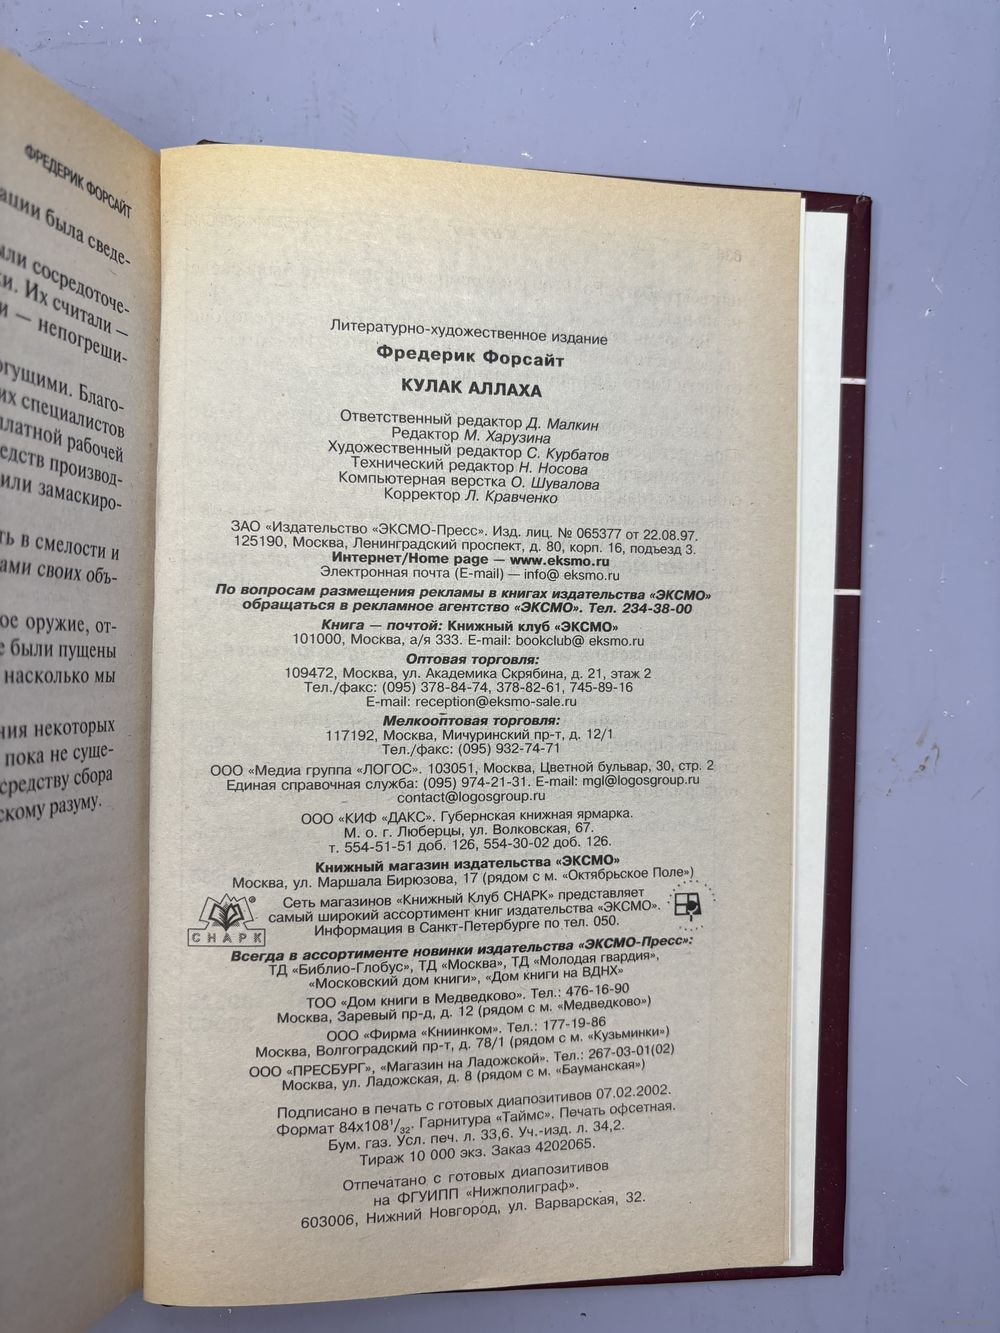 ФРЕДЕРИК ФОРСАЙТ
ации была сведе-
ыли сосредоточе-
ки. Их считали —
и — непогреши-
огущими. Благо-
их специалистов
платной рабочей
едств производ-
или замаскиро-
ть в смелости и
ами своих объ-
ое оружие, от-
е были пущены
насколько мы
ния некоторых
пока не суще-
средству сбора
скому разуму.
Литературно-художественное издание
Фредерик Форсайт
КУЛАК АЛЛАХА
Ответственный редактор Д. Малкин
Редактор М. Харузина
Художественный редактор С. Курбатов
Технический редактор Н. Носова
Компьютерная верстка О. Шувалова
Корректор Л. Кравченко
ЗАО «Издательство «ЭКСМО-Пресс». Изд. лиц. № 065377 от 22.08.97.
125190, Москва, Ленинградский проспект, д. 80, корп. 16, подъезд 3.
Интернет/Home page — www.eksmo.ru
Электронная почта (E-mail) — info@ eksmo.ru
По вопросам размещения рекламы в книгах издательства «ЭКСМО»
обращаться в рекламное агентство «ЭКСМО». Тел. 234-38-00
Книга — почтой: Книжный клуб «ЭКСМО»
101000, Москва, а/я 333. E-mail: bookclub@ eksmo.ru
Оптовая торговля:
109472, Москва, ул. Академика Скрябина, д. 21, этаж 2
Тел./факс: (095) 378-84-74, 378-82-61, 745-89-16
E-mail: reception@eksmo-sale.ru
Мелкооптовая торговля:
117192, Москва, Мичуринский пр-т, д. 12/1
Тел./факс: (095) 932-74-71
ООО «Медиа группа «ЛОГОС». 103051, Москва, Цветной бульвар, 30, стр. 2
Единая справочная служба: (095) 974-21-31. E-mail: mgl@logosgroup.ru
contact@logosgroup.ru
ООО «КИФ «ДАКС». Губернская книжная ярмарка.
М. о. г. Люберцы, ул. Волковская, 67.
т. 554-51-51 доб. 126, 554-30-02 доб. 126.
Книжный магазин издательства «ЭКСМО»
Москва, ул. Маршала Бирюзова, 17 (рядом с м. «Октябрьское Поле»)
Сеть магазинов «Книжный Клуб СНАРК» представляет
самый широкий ассортимент книг издательства «ЭКСМО».
Информация в Санкт-Петербурге по тел. 050.
СНАРК
Всегда в ассортименте новинки издательства «ЭКСМО-Пресс»:
ТД «Библио-Глобус», ТД «Москва», ТД «Молодая гвардия»,
«Московский дом книги», «Дом книги на ВДНХ»
ТОО «Дом книги в Медведково». Тел.: 476-16-90
Москва, Заревый пр-д, д. 12 (рядом с м. «Медведково»)
ООО «Фирма «Книинком». Тел.: 177-19-86
Москва, Волгоградский пр-т, д. 78/1 (рядом с м. «Кузьминки»)
ООО «ПРЕСБУРГ», «Магазин на Ладожской». Тел.: 267-03-01(02)
Москва, ул. Ладожская, д. 8 (рядом с м. «Бауманская»)
Подписано в печать с готовых диапозитивов 07.02.2002.
Формат 84x108 1/32. Гарнитура «Таймс». Печать офсетная.
Бум. газ. Усл. печ. л. 33,6. Уч.-изд. л. 34,2.
Тираж 10 000 экз. Заказ 4202065.
Отпечатано с готовых диапозитивов
на ФГУИПП «Нижполиграф».
603006, Нижний Новгород, ул. Варварская, 32.